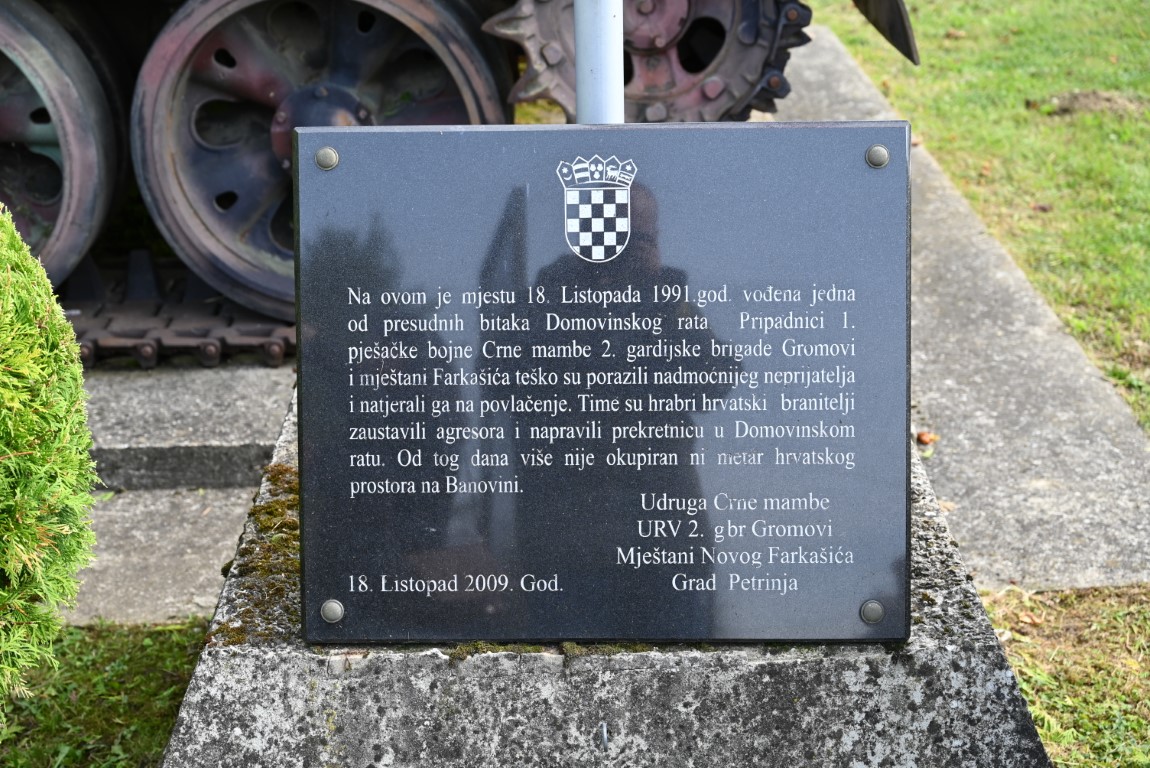 Na ovom je mjestu 18. Listopada 1991.god. vođena jedna
od presudnih bitaka Domovinskog rata Pripadnici 1.
pješačke bojne Crne mambe 2. gardijske brigade Gromovi
i mještani Farkašića teško su porazili nadmoćnijeg neprijatelja
i natjerali ga na povlačenje. Time su hrabri hrvatski branitelji
zaustavili agresora i napravili prekretnicu u Domovinskom
ratu. Od tog dana više nije okupiran ni metar hrvatskog
prostora na Banovini.
Udruga Crne mambe
URV 2. gbr Gromovi
Mještani Novog Farkašića
18. Listopad 2009. God. Grad Petrinja